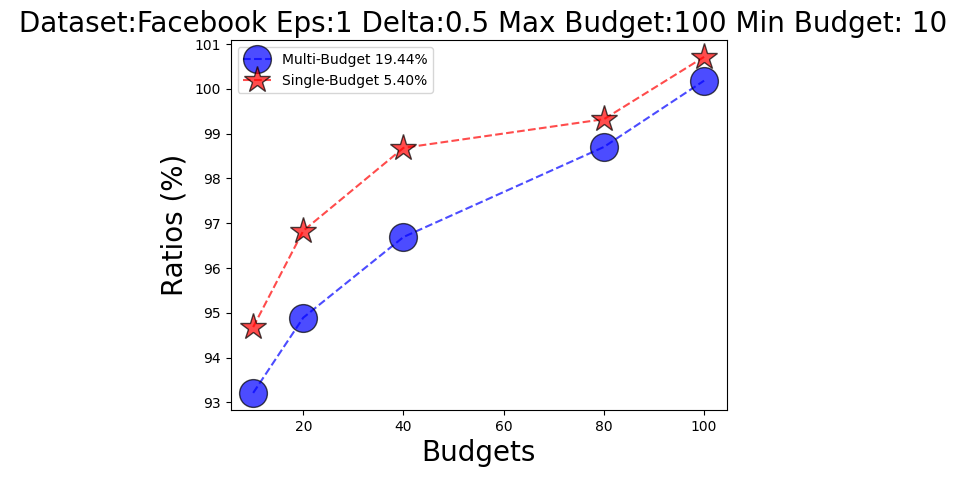 Dataset:Facebook Eps:1 Delta:0.5 Max Budget:100 Min Budget: 10
101
100
99
98
97
96
95
94
93
Ratios (%)
Multi-Budget 19.44%
Single-Budget 5.40%
20 40 60 80 100
Budgets